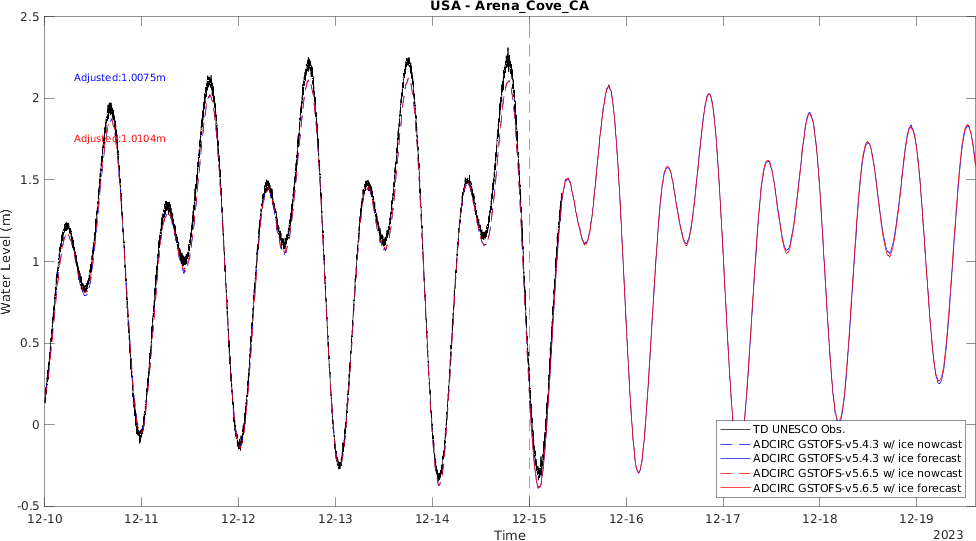 USA - Arena_Cove_CA
2.5
2
1.5
1
0.5
0
-0.5
Water Level (m)
Adjusted:1.0075m
Adjusted:1.0104m
TD UNESCO Obs.
ADCIRC GSTOFS-v5.4.3 w/ ice nowcast
ADCIRC GSTOFS-v5.4.3 w/ ice forecast
ADCIRC GSTOFS-v5.6.5 w/ ice nowcast
ADCIRC GSTOFS-v5.6.5 w/ ice forecast
12-10 12-11 12-12 12-13 12-14 12-15 12-16 12-17 12-18 12-19
Time
2023